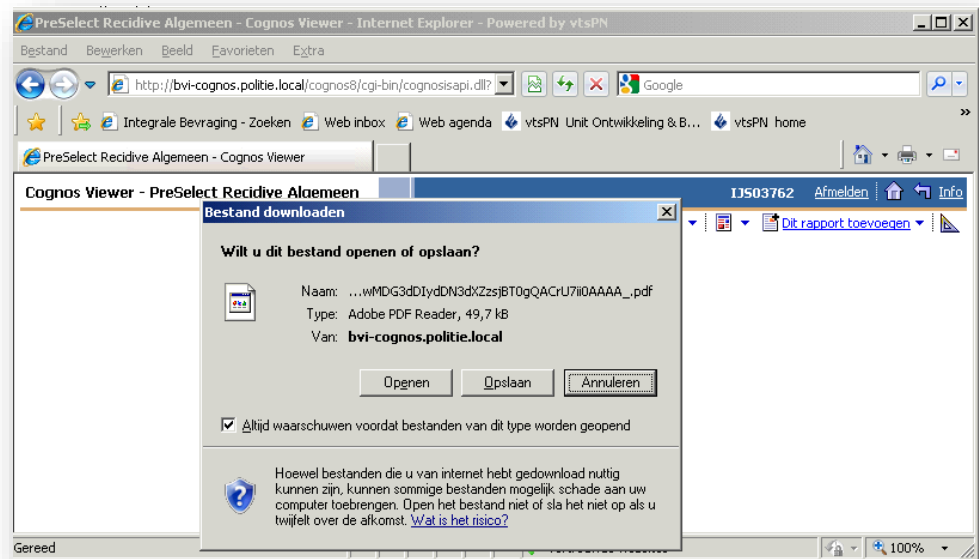 PreSelect Recidive Algemeen - Cognos Viewer - Internet Explorer - Powered by vtsPN
Bestand Bewerken Beeld Favorieten Extra
http://bvi-cognos.politie.local/cognos8/cgi-bin/cognosisapi.dll? Google
Integrale Bevraging - Zoeken Web inbox Web agenda vtsPN Unit Ontwikkeling & B... vtsPN home »
PreSelect Recidive Algemeen - Cognos Viewer
Cognos Viewer - PreSelect Recidive Algemeen IJS03762 Afmelden Info
Dit rapport toevoegen
Bestand downloaden
Wilt u dit bestand openen of opslaan?
Naam: ...wMDG3dDIydDN3dXZzsjBT0gQACrU7ii0AAAA_.pdf
Type: Adobe PDF Reader, 49,7 kB
Van: bvi-cognos.politie.local
Openen Opslaan Annuleren
Altijd waarschuwen voordat bestanden van dit type worden geopend
Hoewel bestanden die u van internet hebt gedownload nuttig
kunnen zijn, kunnen sommige bestanden mogelijk schade aan uw
computer toebrengen. Open het bestand niet of sla het niet op als u
twijfelt over de afkomst. Wat is het risico?
Gereed 100%